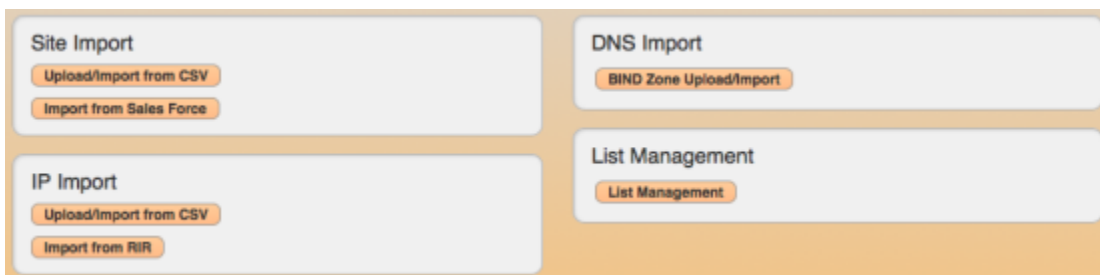 Site Import
Upload/Import from CSV
Import from Sales Force
IP Import
Upload/Import from CSV
Import from RIR
DNS Import
BIND Zone Upload/Import
List Management
List Management